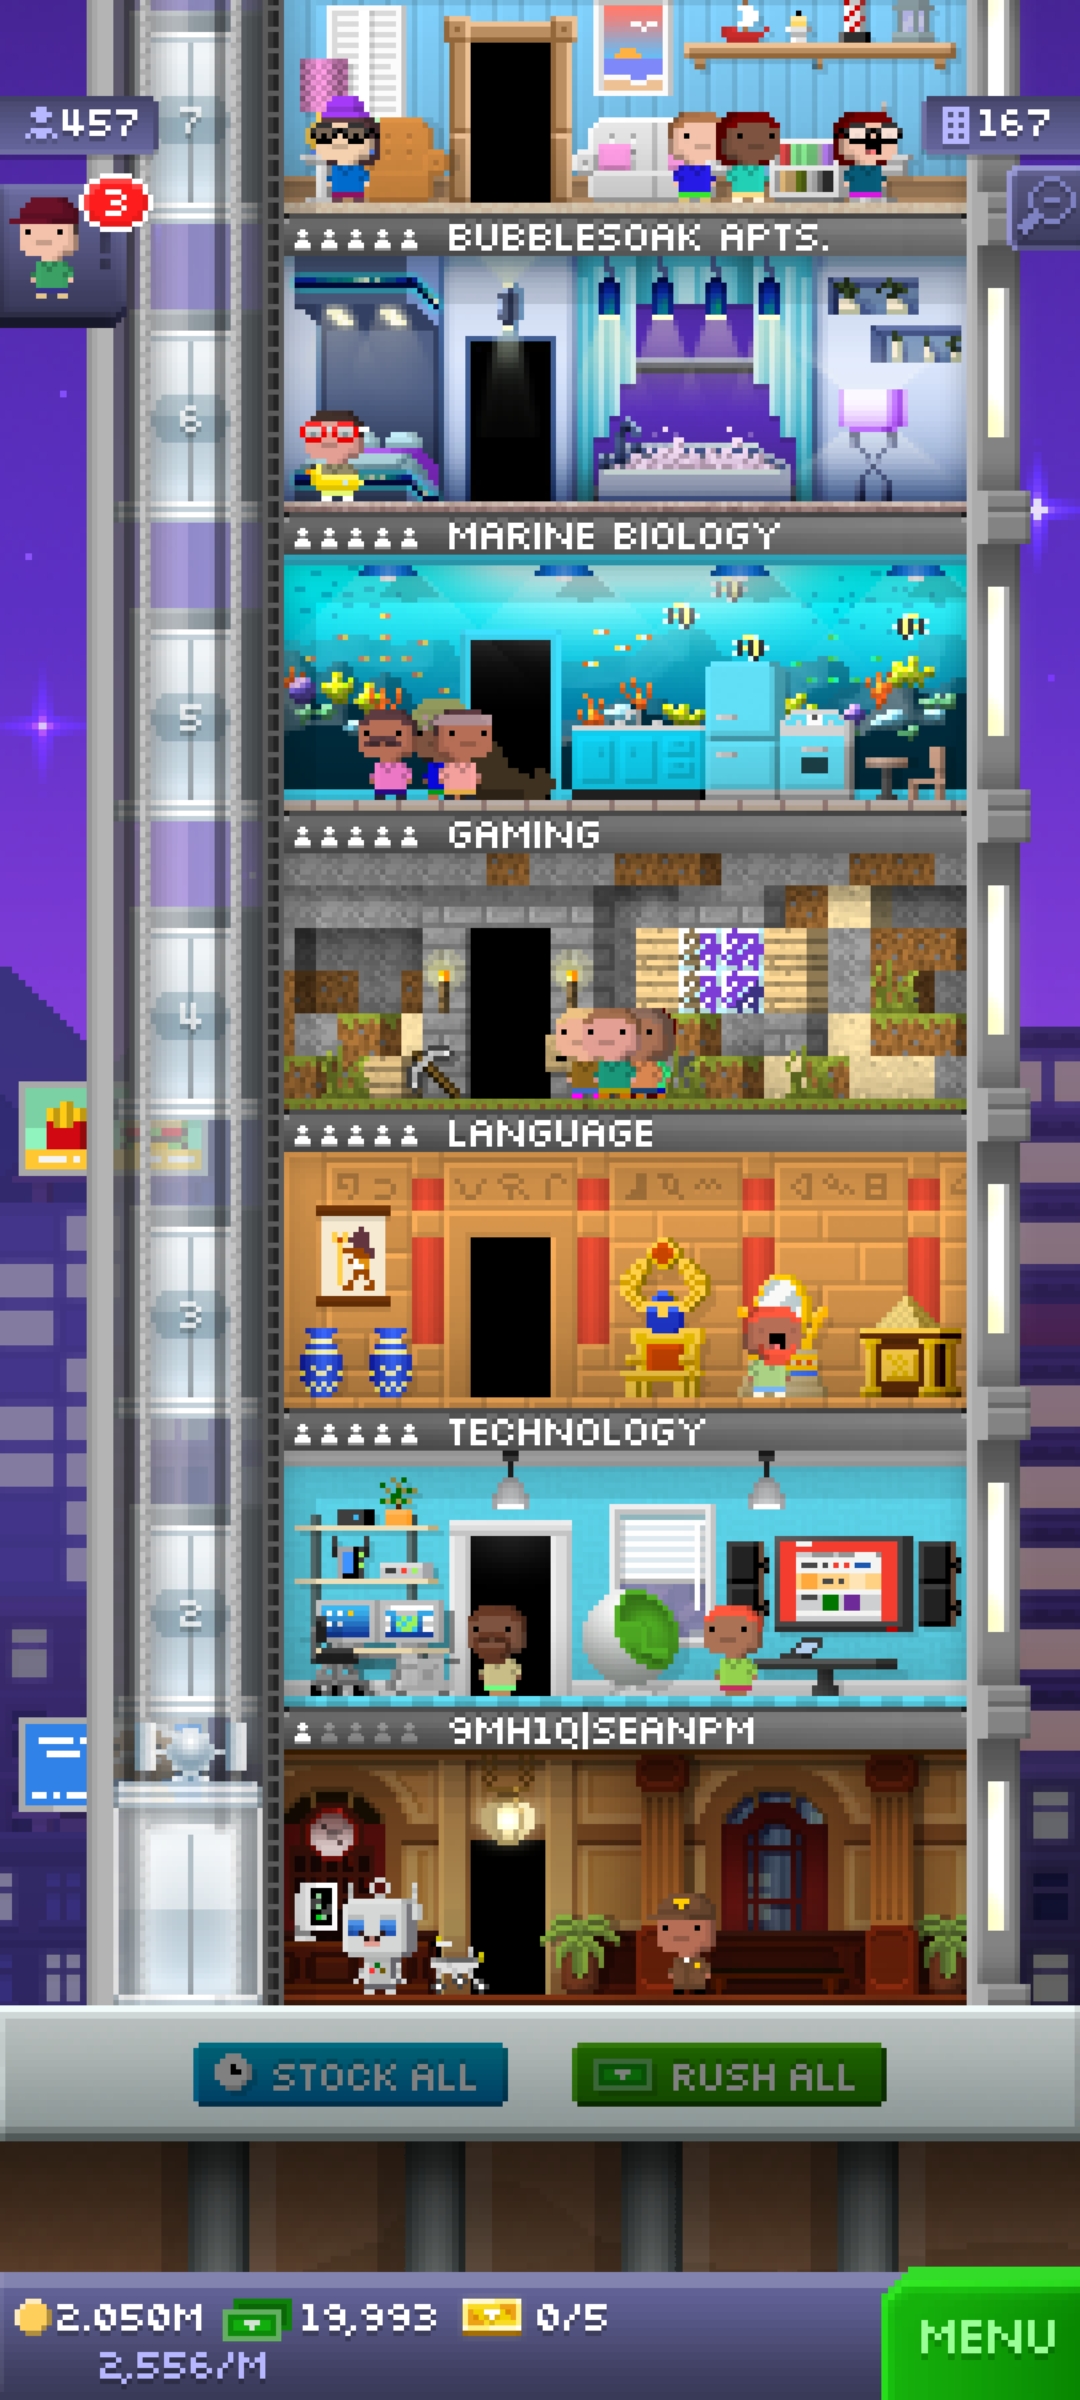 457
7
167
3
BUBBLESOAK APTS.
6
MARINE BIOLOGY
5
GAMING
4
LANGUAGE
3
TECHNOLOGY
2
9MH1Q|SEANPM
STOCK ALL
RUSH ALL
2.050M
19,993
0/5
2,556/M
MENU